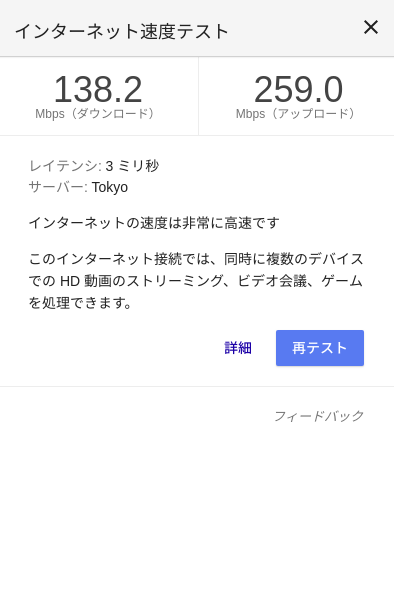 インターネット速度テスト
138.2
259.0
Mbps（ダウンロード）
Mbps（アップロード）
レイテンシ: 3 ミリ秒
サーバー: Tokyo
インターネットの速度は非常に高速です
このインターネット接続では、同時に複数のデバイス
での HD 動画のストリーミング、ビデオ会議、ゲーム
を処理できます。
詳細
再テスト
フィードバック